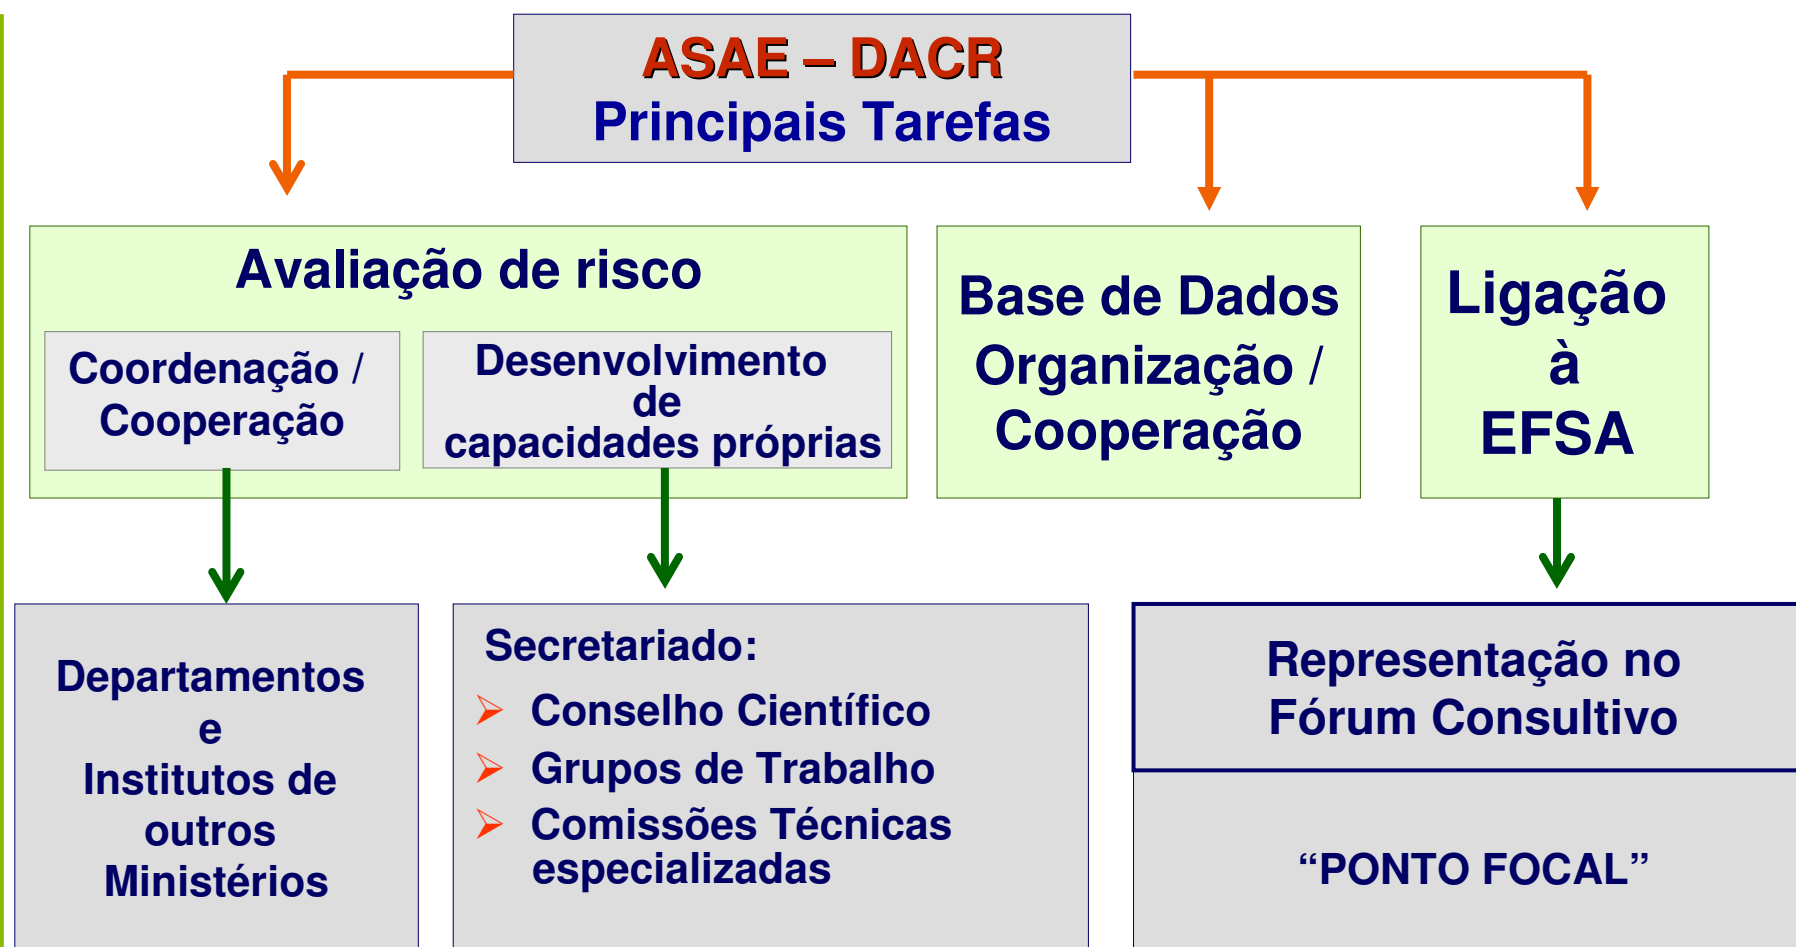 ASAE – DACR
Principais Tarefas
Avaliação de risco
Coordenação /
Cooperação
Desenvolvimento
de
capacidades próprias
Base de Dados
Organização /
Cooperação
Ligação
à
EFSA
Departamentos
e
Institutos de
outros
Ministérios
Secretariado:
Conselho Científico
Grupos de Trabalho
Comissões Técnicas
especializadas
Representação no
Fórum Consultivo
“PONTO FOCAL”